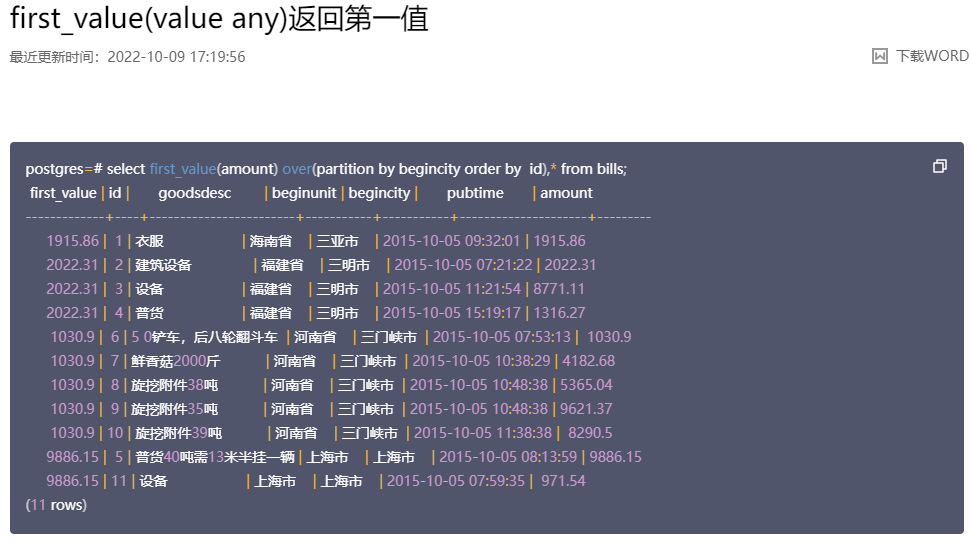 first_value(value any)返回第一值
最近更新时间：2022-10-09 17:19:56
下载WORD
postgres=# select first_value(amount) over(partition by begincity order by  id),* from bills;
first_value | id |       goodsdesc        | beginunit | begincity |       pubtime       | amount
-------------+----+------------------------+-----------+-----------+---------------------+---------
1915.86 |  1 | 衣服                   | 海南省    | 三亚市    | 2015-10-05 09:32:01 | 1915.86
2022.31 |  2 | 建筑设备               | 福建省    | 三明市    | 2015-10-05 07:21:22 | 2022.31
2022.31 |  3 | 设备                   | 福建省    | 三明市    | 2015-10-05 11:21:54 | 8771.11
2022.31 |  4 | 普货                   | 福建省    | 三明市    | 2015-10-05 15:19:17 | 1316.27
1030.9 |  6 | 5 0铲车，后八轮翻斗车  | 河南省    | 三门峡市  | 2015-10-05 07:53:13 |  1030.9
1030.9 |  7 | 鲜香菇2000斤           | 河南省    | 三门峡市  | 2015-10-05 10:38:29 | 4182.68
1030.9 |  8 | 旋挖附件38吨           | 河南省    | 三门峡市  | 2015-10-05 10:48:38 | 5365.04
1030.9 |  9 | 旋挖附件35吨           | 河南省    | 三门峡市  | 2015-10-05 10:48:38 | 9621.37
1030.9 | 10 | 旋挖附件39吨           | 河南省    | 三门峡市  | 2015-10-05 11:38:38 |  8290.5
9886.15 |  5 | 普货40吨需13米半挂一辆 | 上海市    | 上海市    | 2015-10-05 08:13:59 | 9886.15
9886.15 | 11 | 设备                   | 上海市    | 上海市    | 2015-10-05 07:59:35 |  971.54
(11 rows)